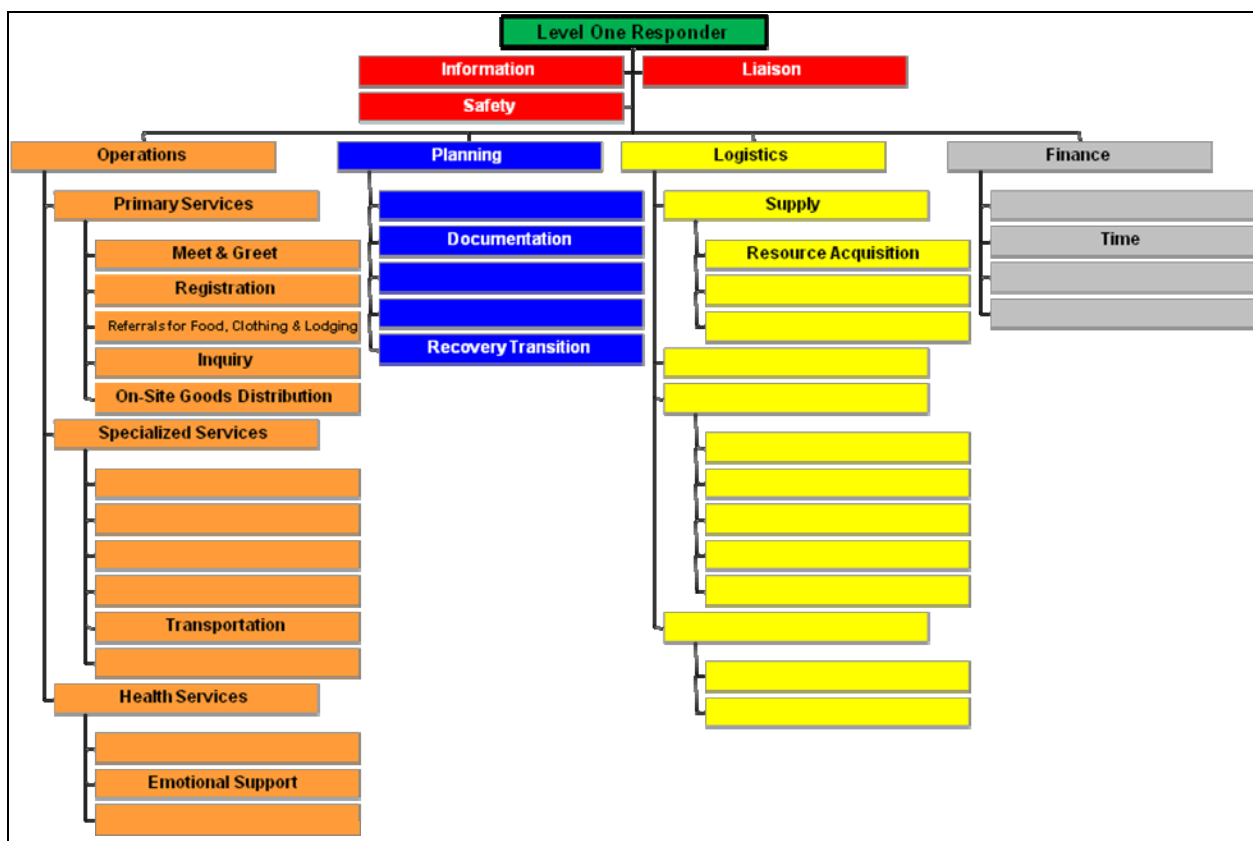 Level One Responder
Information
Liaison
Safety
Operations
Planning
Logistics
Finance
Primary Services
Supply
Meet & Greet
Documentation
Resource Acquisition
Time
Registration
Referrals for Food, Clothing & Lodging
Inquiry
Recovery Transition
On-Site Goods Distribution
Specialized Services
Transportation
Health Services
Emotional Support